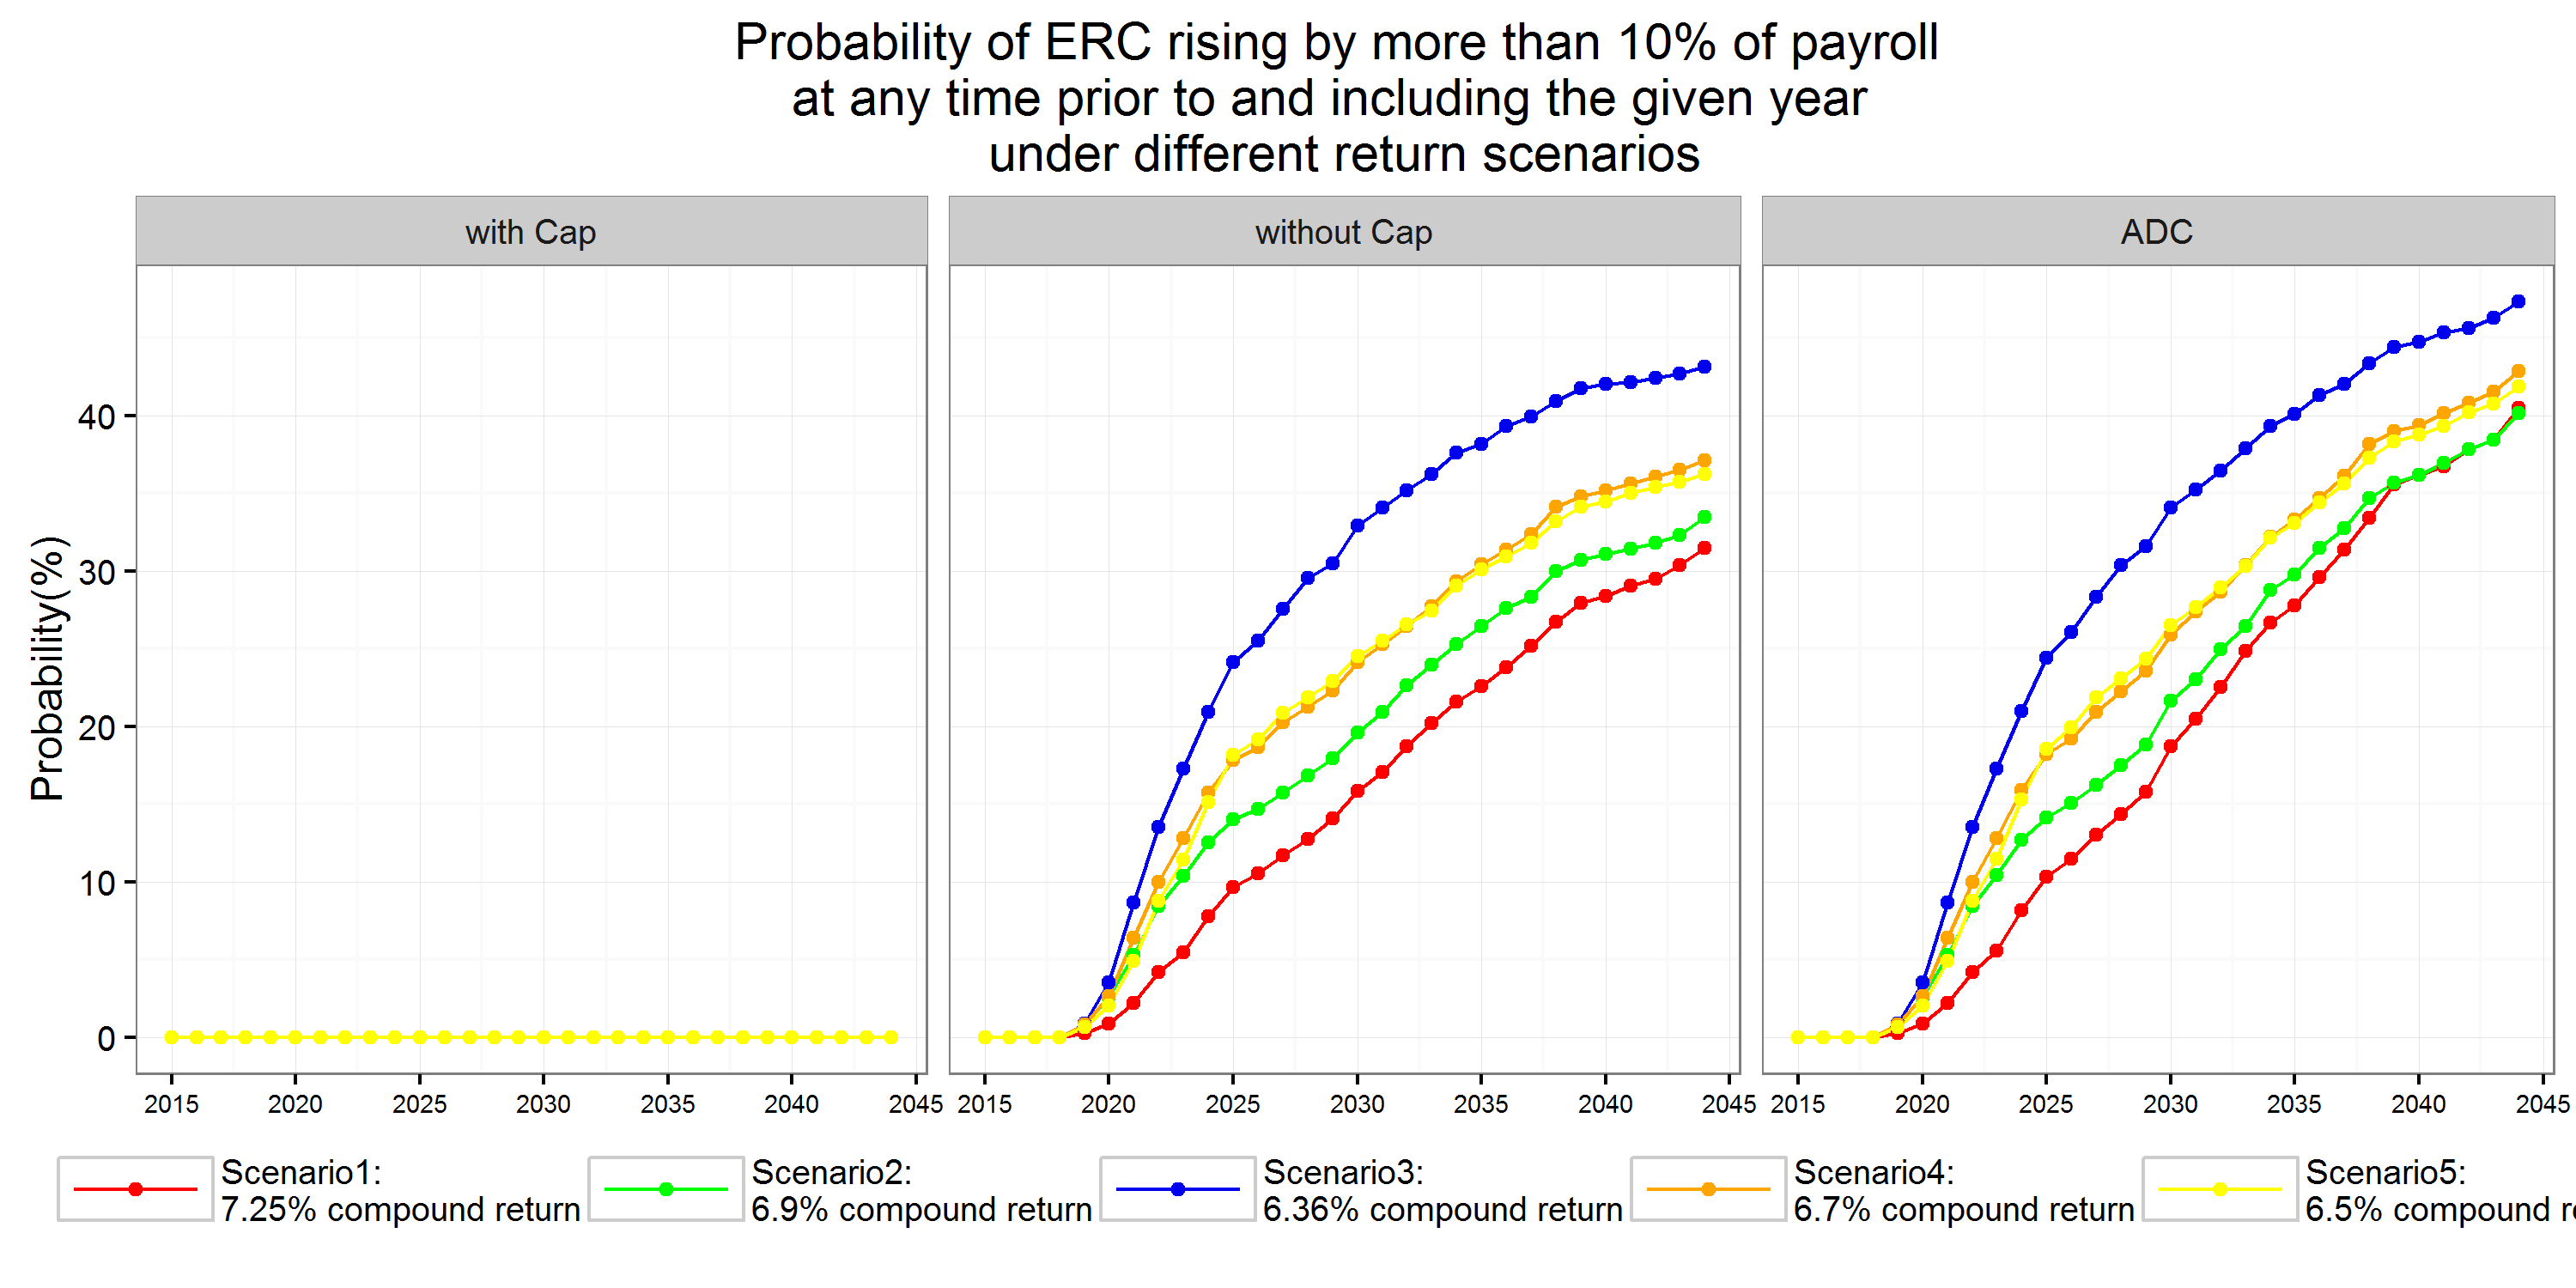 Probability of ERC rising by more than 10% of payroll
at any time prior to and including the given year
under different return scenarios
with Cap
without Cap
ADC
Probability(%)
40
30
20
10
0
2015 2020 2025 2030 2035 2040 2045
2015 2020 2025 2030 2035 2040 2045
2015 2020 2025 2030 2035 2040 2045
Scenario1:
7.25% compound return
Scenario2:
6.9% compound return
Scenario3:
6.36% compound return
Scenario4:
6.7% compound return
Scenario5:
6.5% compound